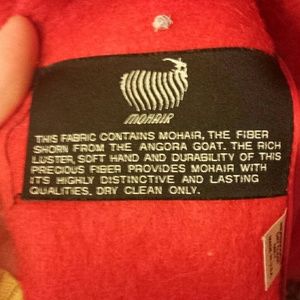 MOHAIR
THIS FABRIC CONTAINS MOHAIR, THE FIBER
SHORN FROM THE ANGORA GOAT. THE RICH
LUSTER, SOFT HAND AND DURABILITY OF THIS
PRECIOUS FIBER PROVIDES MOHAIR WITH
ITS HIGHLY DISTINCTIVE AND LASTING
QUALITIES. DRY CLEAN ONLY.